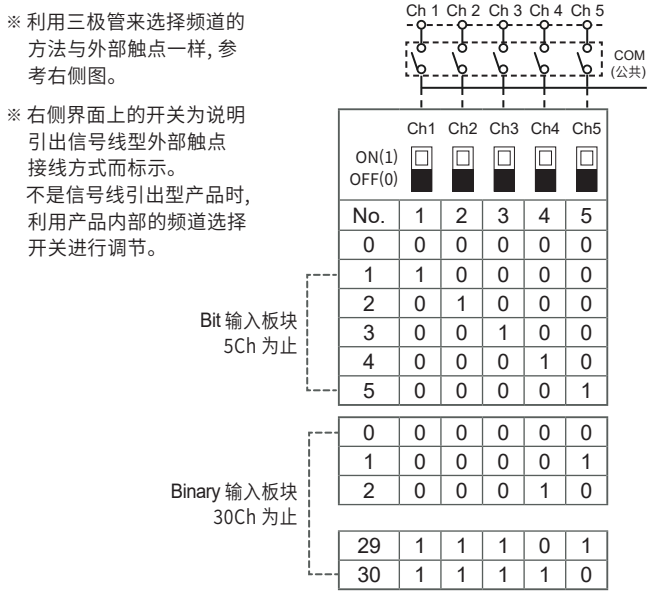 ※ 利用三极管来选择频道的
方法与外部触点一样, 参
考右侧图。
※ 右侧界面上的开关为说明
引出信号线型外部触点
接线方式而标示。
不是信号线引出型产品时,
利用产品内部的频道选择
开关进行调节。
Ch 1 Ch 2 Ch 3 Ch 4 Ch 5
COM
(公共)
Ch1 Ch2 Ch3 Ch4 Ch5
ON(1)
OFF(0)
No. 1 2 3 4 5
0 0 0 0 0 0
1 1 0 0 0 0
2 0 1 0 0 0
3 0 0 1 0 0
4 0 0 0 1 0
5 0 0 0 0 1
Bit 输入板块
5Ch 为止
0 0 0 0 0 0
1 0 0 0 0 1
2 0 0 0 1 0
Binary 输入板块
30Ch 为止
29 1 1 1 0 1
30 1 1 1 1 0